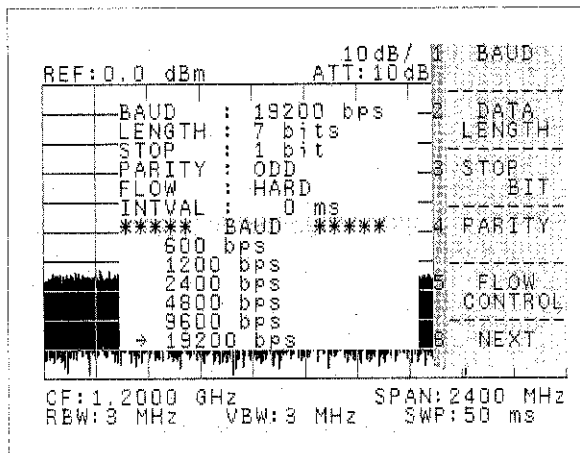 10dB/
REF:0.0 dBm ATT:10dB
BAUD : 19200 bps
LENGTH : 7 bits
STOP : 1 bit
PARITY : ODD
FLOW : HARD
INTVAL : 0 ms
***** BAUD *****
600 bps
1200 bps
2400 bps
4800 bps
9600 bps
→ 19200 bps
1 BAUD
2 DATA
LENGTH
3 STOP
BIT
4 PARITY
5 FLOW
CONTROL
6 NEXT
CF:1.2000 GHz SPAN:2400 MHz
RBW:3 MHz VBW:3 MHz SWP:50 ms